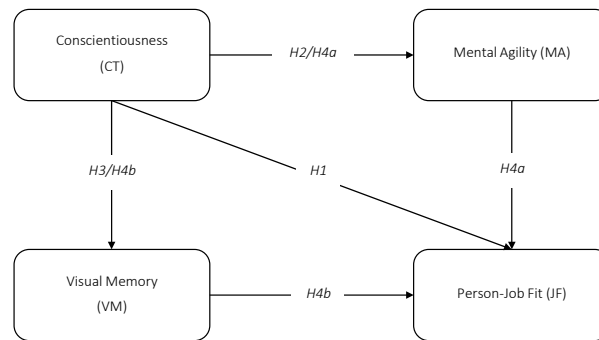 Conscientiousness
(CT)
H2/H4a
Mental Agility (MA)
H3/H4b
H1
H4a
Visual Memory
(VM)
H4b
Person-Job Fit (JF)